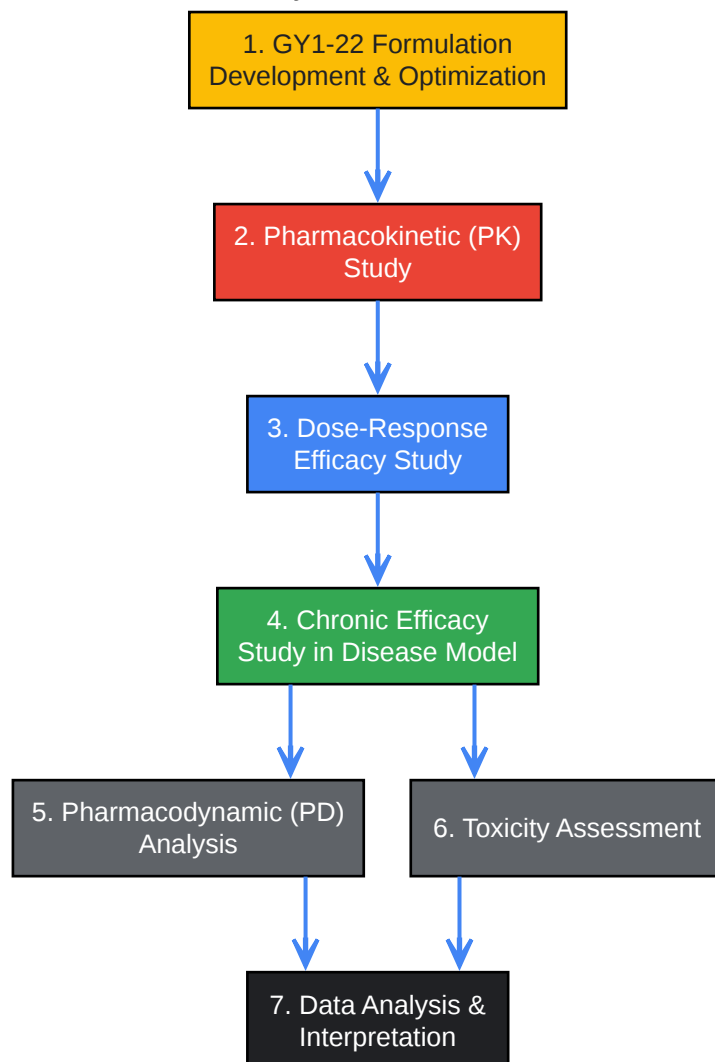 1. GY1-22 Formulation
Development & Optimization
2. Pharmacokinetic (PK)
Study
3. Dose-Response
Efficacy Study
4. Chronic Efficacy
Study in Disease Model
5. Pharmacodynamic (PD)
Analysis
6. Toxicity Assessment
7. Data Analysis &
Interpretation